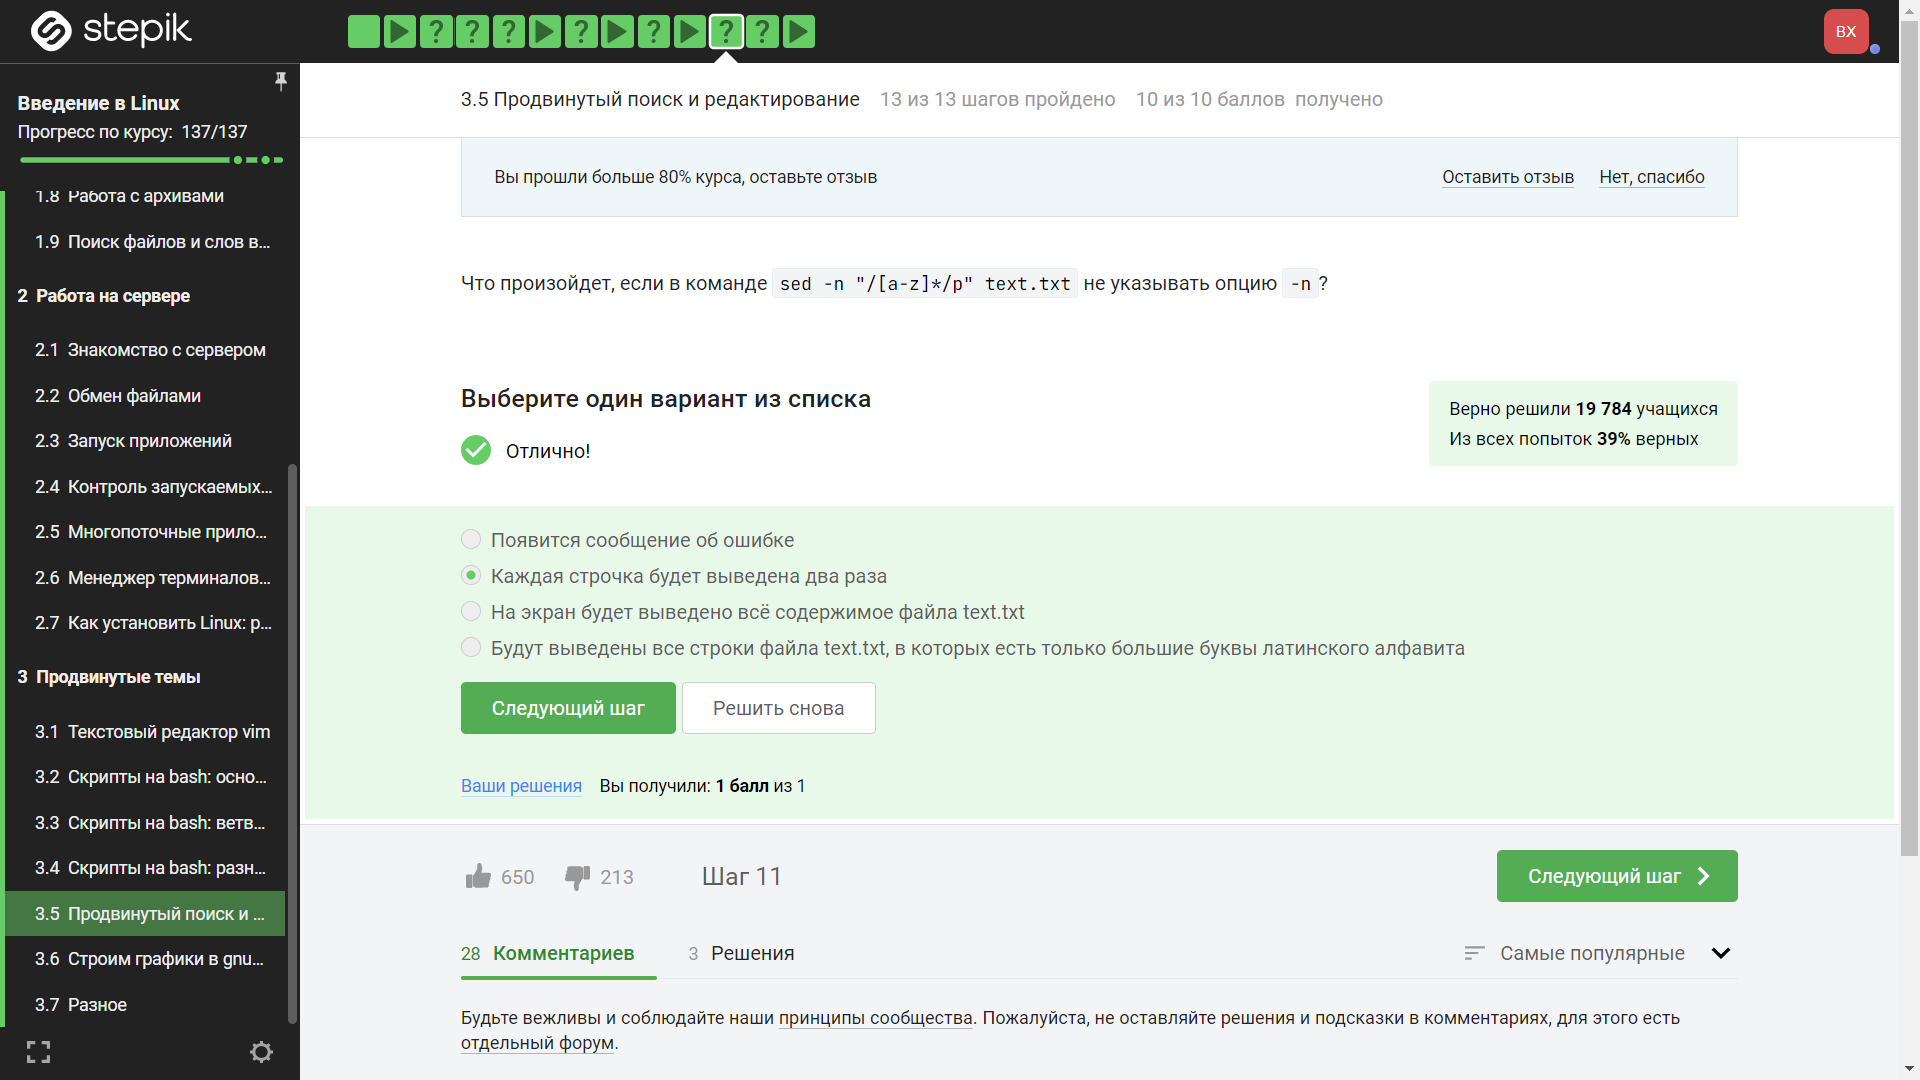 stepik
BX
Введение в Linux
Прогресс по курсу: 137/137
1.8 Работа с архивами
1.9 Поиск файлов и слов в...
2 Работа на сервере
2.1 Знакомство с сервером
2.2 Обмен файлами
2.3 Запуск приложений
2.4 Контроль запускаемых...
2.5 Многопоточные прило...
2.6 Менеджер терминалов...
2.7 Как установить Linux: р...
3 Продвинутые темы
3.1 Текстовый редактор vim
3.2 Скрипты на bash: осно...
3.3 Скрипты на bash: ветв...
3.4 Скрипты на bash: разн...
3.5 Продвинутый поиск и ...
3.6 Строим графики в gnu...
3.7 Разное
3.5 Продвинутый поиск и редактирование 13 из 13 шагов пройдено 10 из 10 баллов получено
Вы прошли больше 80% курса, оставьте отзыв Оставить отзыв Нет, спасибо
Что произойдет, если в команде sed -n "/[a-z]*/p" text.txt не указывать опцию -n ?
Выберите один вариант из списка
Отлично!
Верно решили 19 784 учащихся
Из всех попыток 39% верных
Появится сообщение об ошибке
Каждая строчка будет выведена два раза
На экран будет выведено всё содержимое файла text.txt
Будут выведены все строки файла text.txt, в которых есть только большие буквы латинского алфавита
Следующий шаг Решить снова
Ваши решения Вы получили: 1 балл из 1
650 213 Шаг 11 Следующий шаг
28 Комментариев 3 Решения Самые популярные
Будьте вежливы и соблюдайте наши принципы сообщества. Пожалуйста, не оставляйте решения и подсказки в комментариях, для этого есть
отдельный форум.